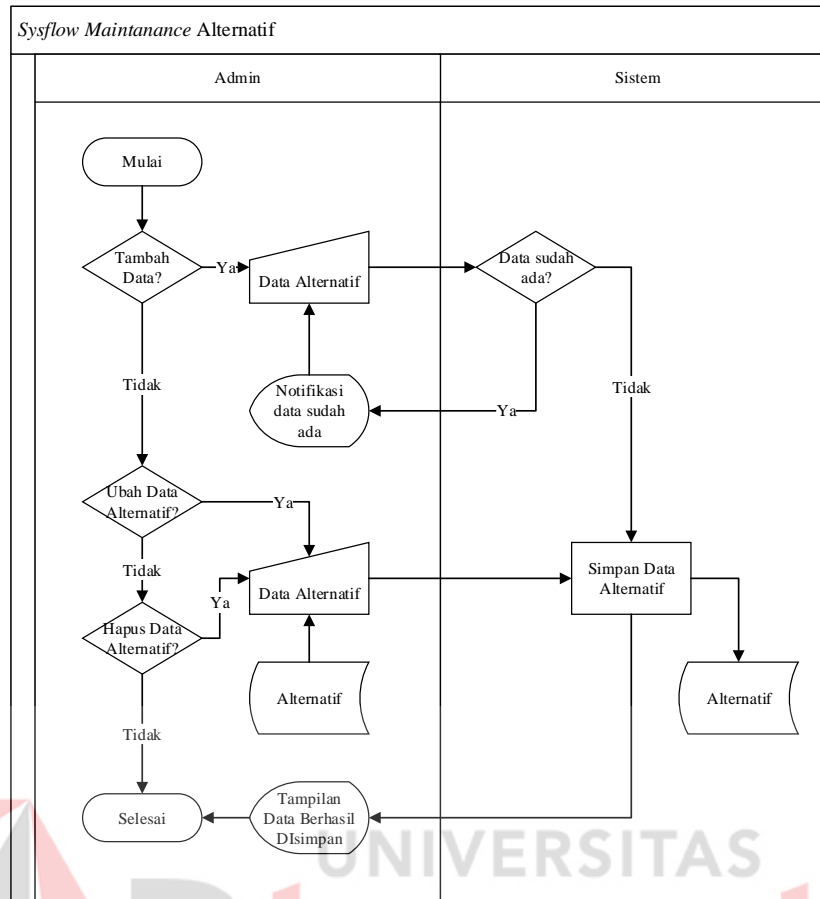 Sysflow Maintanance Alternatif
Admin
Sistem
Mulai
Tambah
Data?
Ya
Data Alternatif
Data sudah
ada?
Tidak
Notifikasi
data sudah
ada
Ya
Tidak
Ubah Data
Alternatif?
Ya
Tidak
Ya
Data Alternatif
Simpan Data
Alternatif
Hapus Data
Alternatif?
Alternatif
Alternatif
Tidak
Selesai
Tampilan
Data Berhasil
DIsimpan
UNIVERSITAS